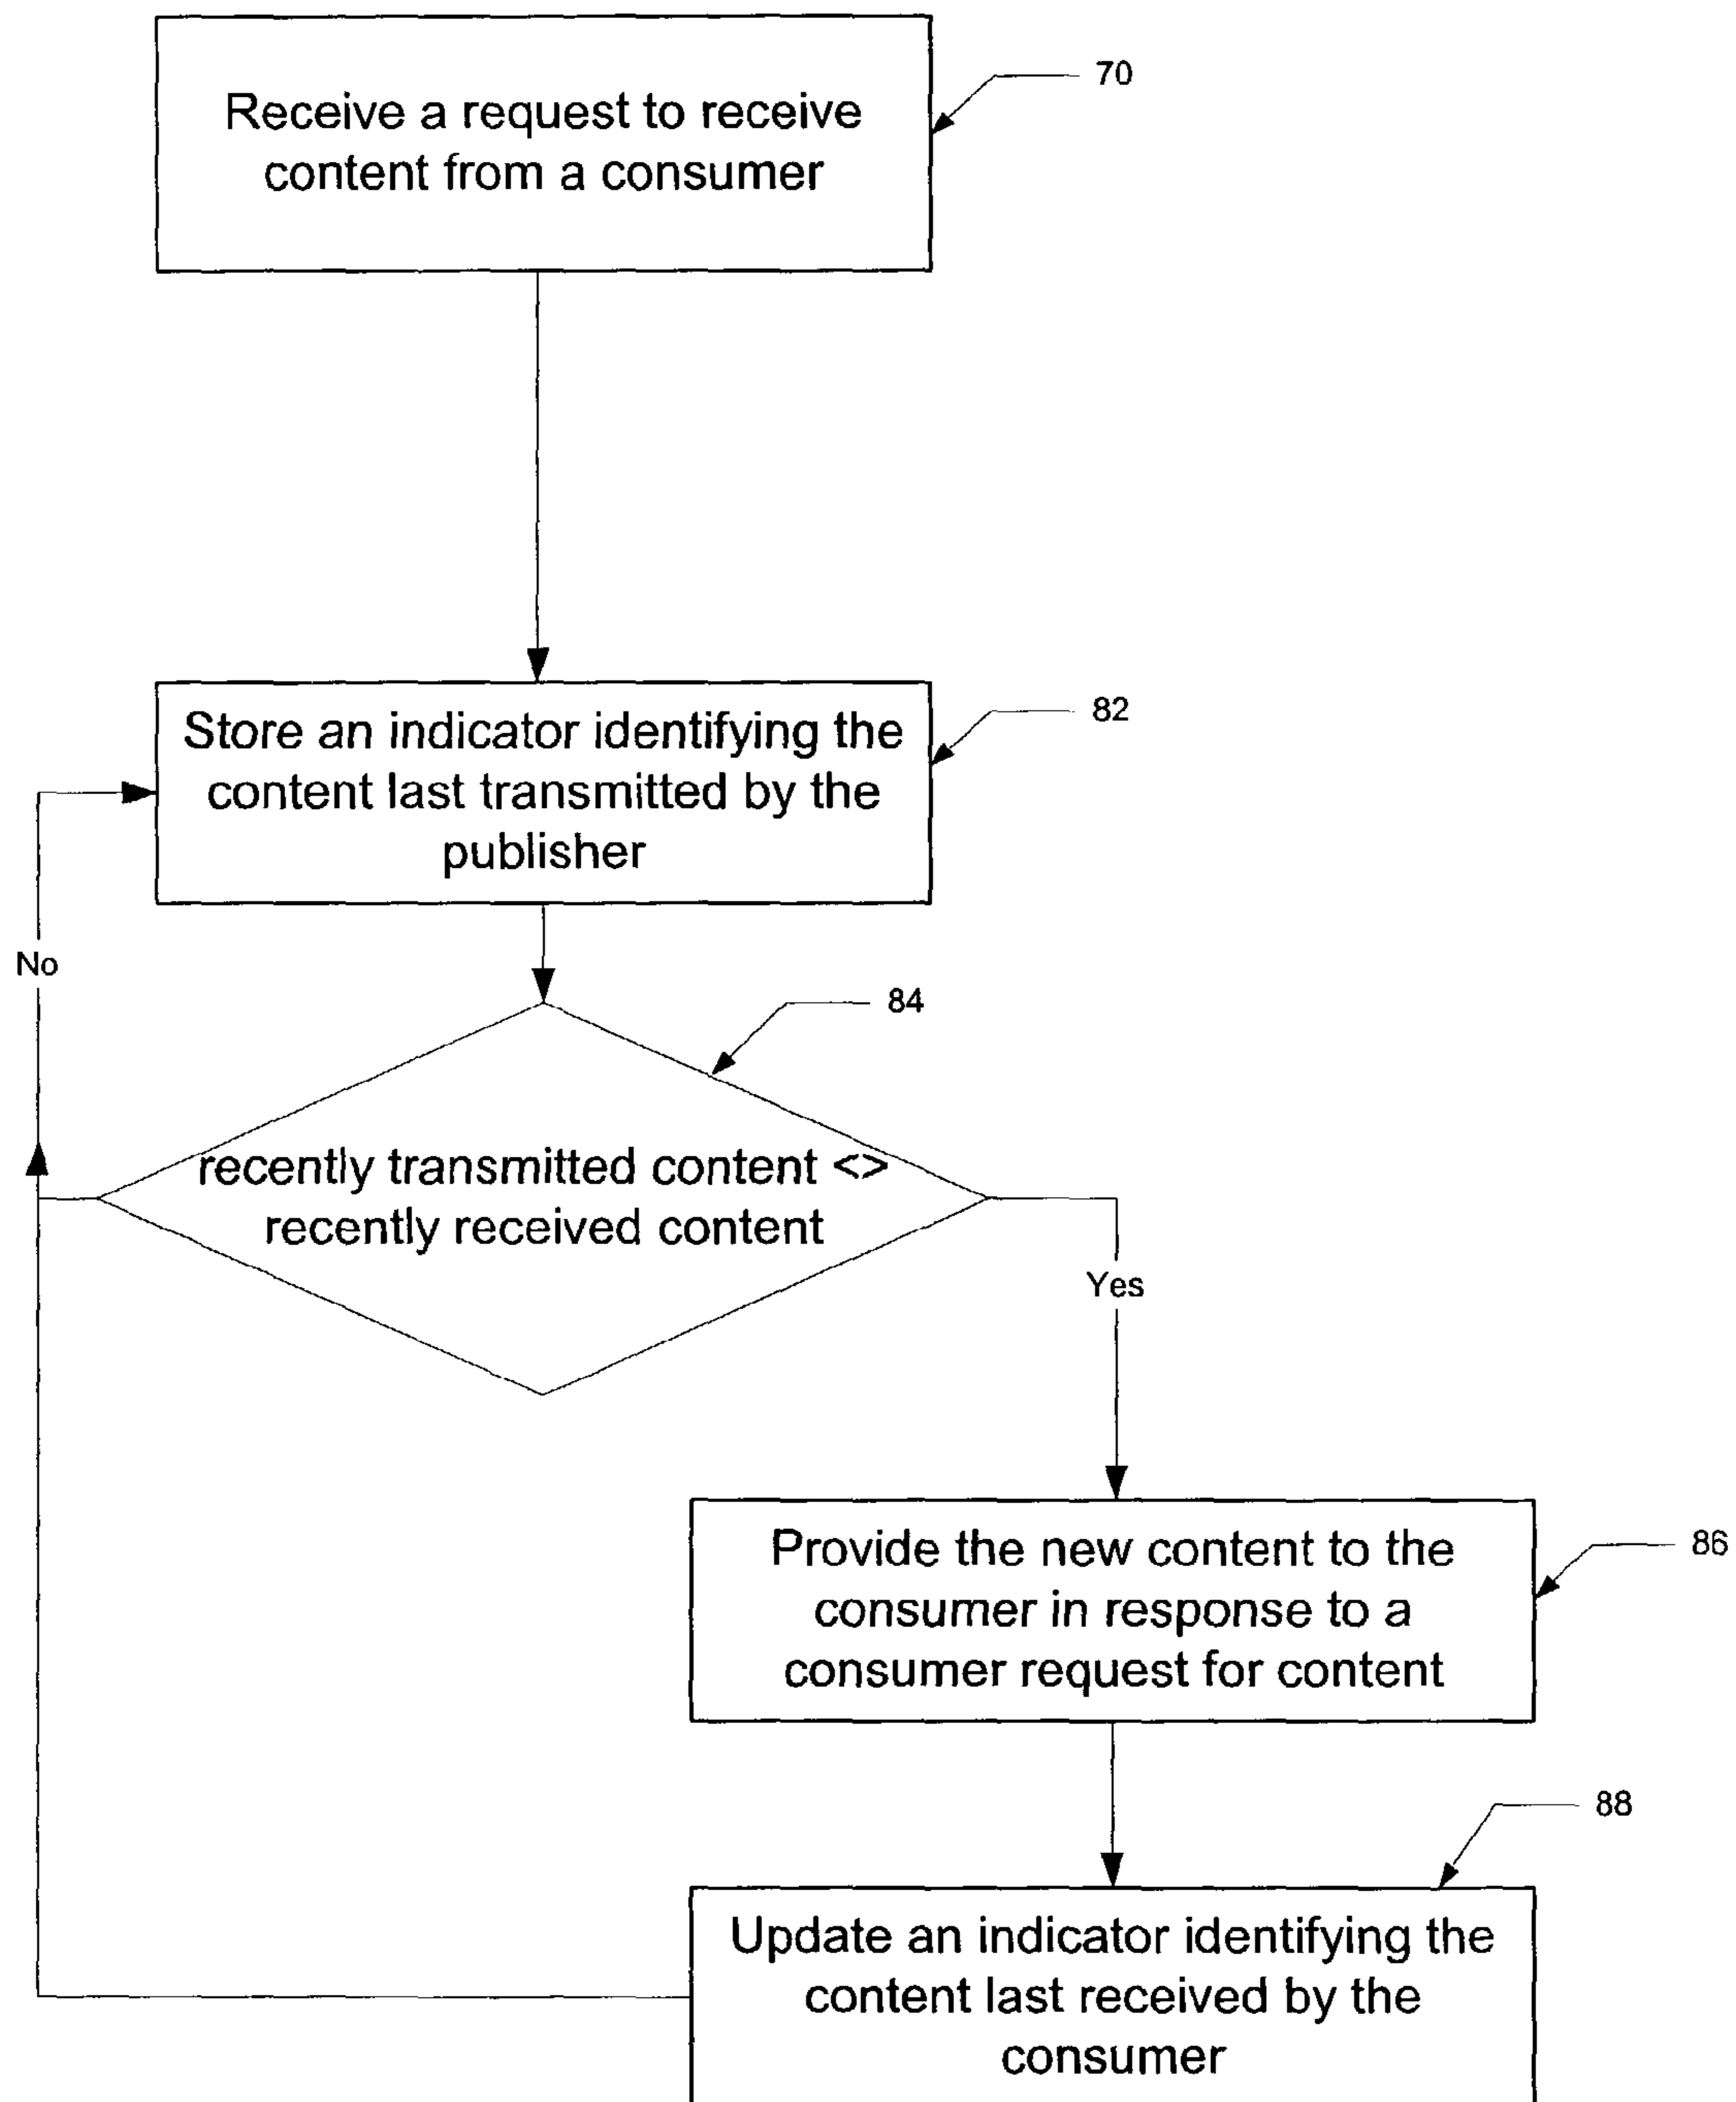 Receive a request to receive
content from a consumer
70
Store an indicator identifying the
content last transmitted by the
publisher
82
No
84
recently transmitted content <>
recently received content
Yes
Provide the new content to the
consumer in response to a
consumer request for content
86
88
Update an indicator identifying the
content last received by the
consumer